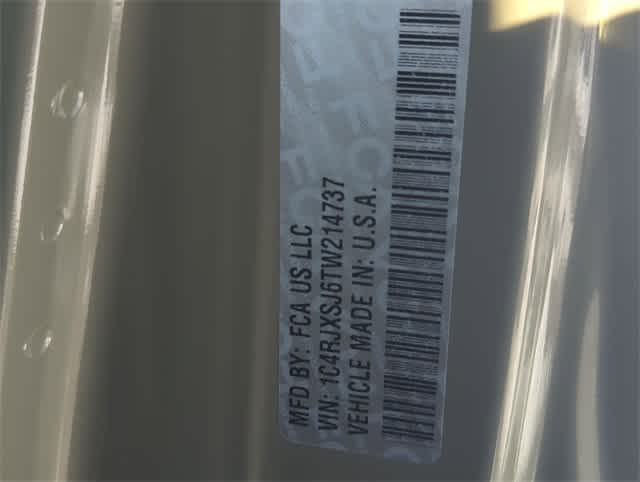 MFD BY: FCA US LLC
VIN: 1C4RJXSJ6TW214737
VEHICLE MADE IN: U.S.A.